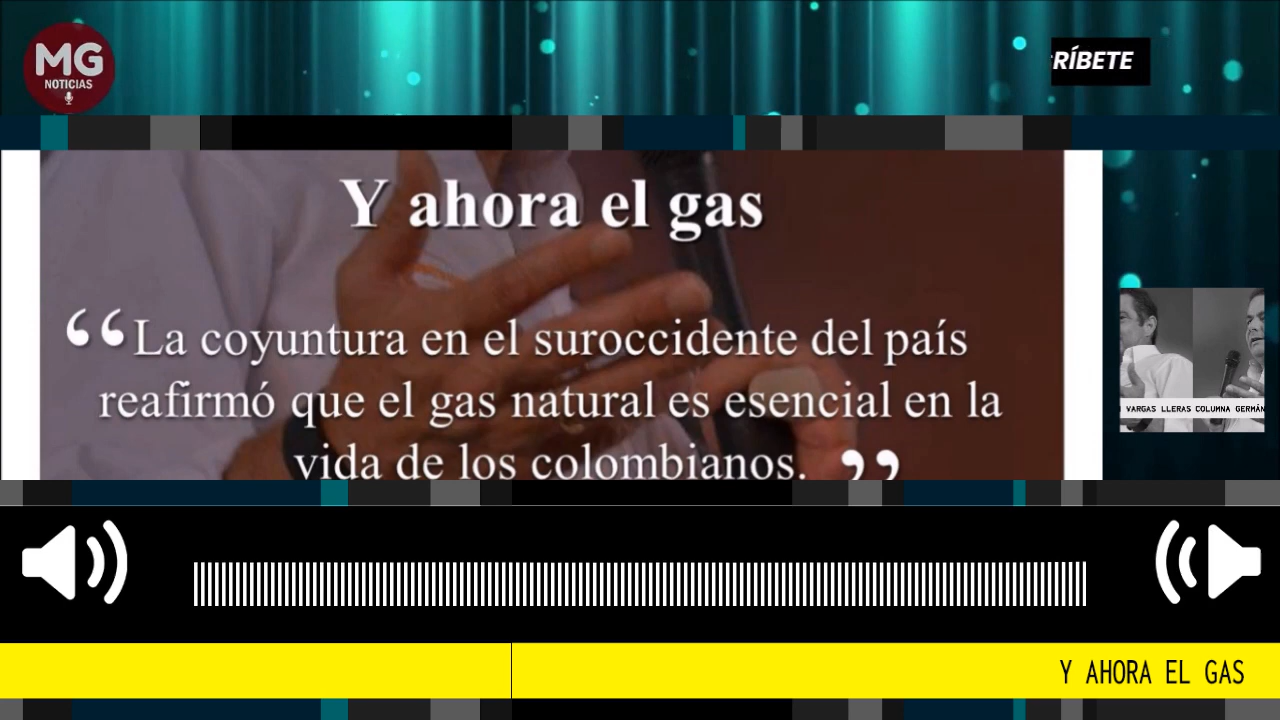 MG
NOTICIAS
RÍBETE
Y ahora el gas
“La coyuntura en el suroccidente del país
reafirmó que el gas natural es esencial en la
vida de los colombianos.”
VARGAS LLERAS COLUMNA GERMÁN
Y AHORA EL GAS